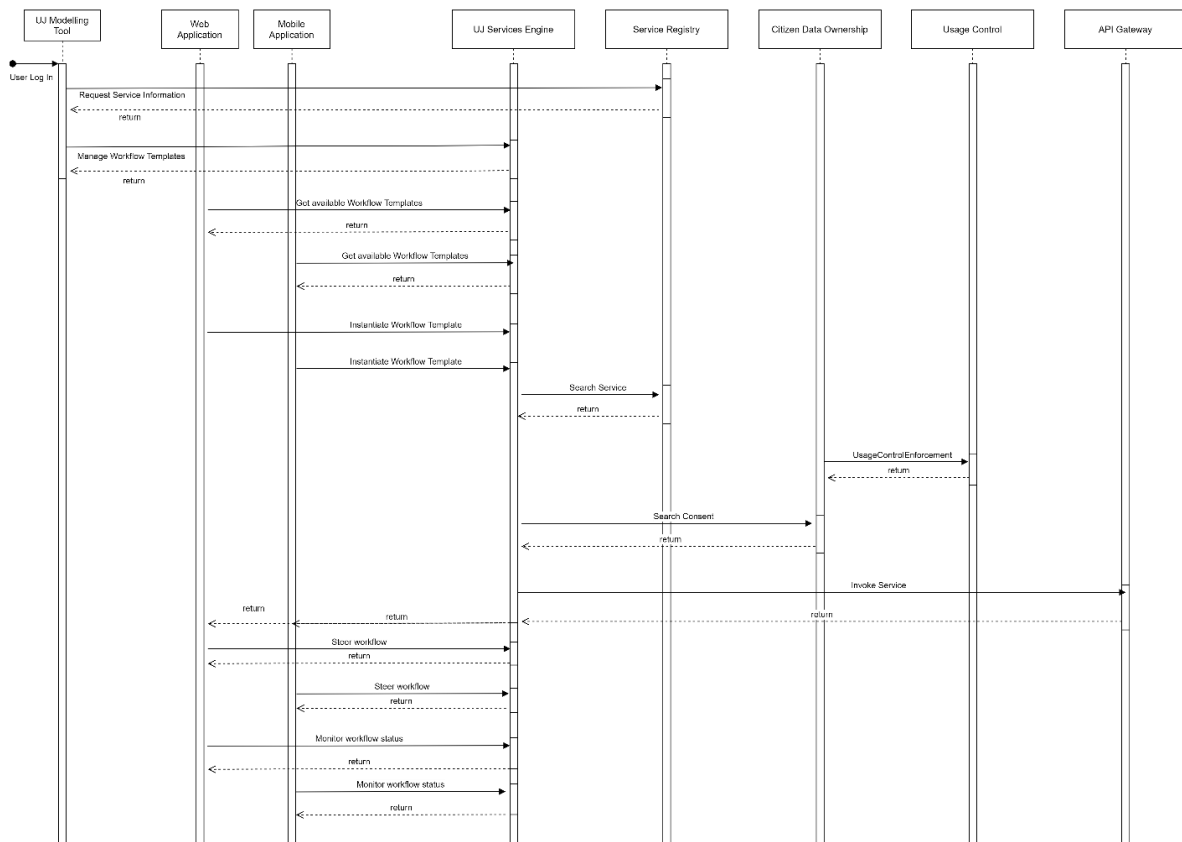 UJ Modelling
Tool
Web
Application
Mobile
Application
UJ Services Engine
Service Registry
Citizen Data Ownership
Usage Control
API Gateway
User Log In
Request Service Information
return
Manage Workflow Templates
return
Get available Workflow Templates
return
Get available Workflow Templates
return
Instantiate Workflow Template
Instantiate Workflow Template
Search Service
return
UsageControlEnforcement
return
Search Consent
return
Invoke Service
return
return
return
Steer workflow
return
Steer workflow
return
Monitor workflow status
return
Monitor workflow status
return